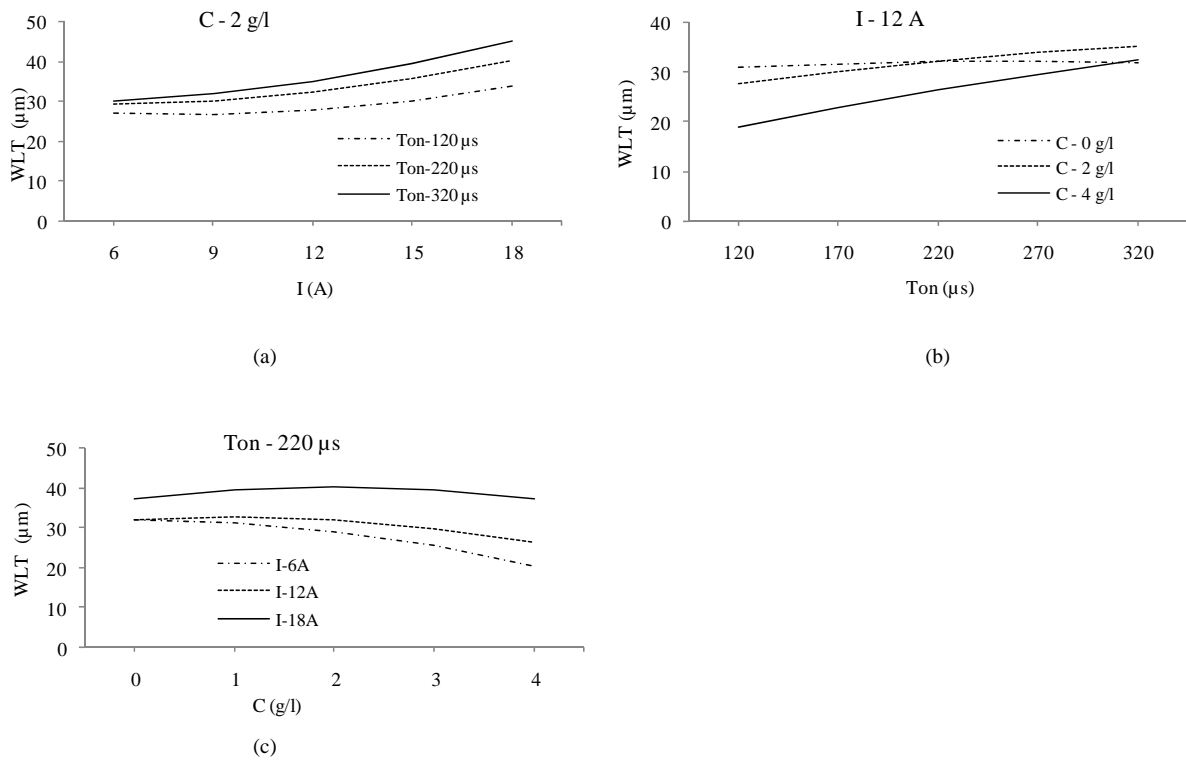 C - 2 g/l
50
40
30
20
10
0
WLT (µm)
Ton-120 µs
Ton-220 µs
Ton-320 µs
6 9 12 15 18
I (A)
(a)
I - 12 A
40
30
20
10
0
WLT (µm)
C - 0 g/l
C - 2 g/l
C - 4 g/l
120 170 220 270 320
Ton (µs)
(b)
Ton - 220 µs
50
40
30
20
10
0
WLT (µm)
I-6A
I-12A
I-18A
0 1 2 3 4
C (g/l)
(c)